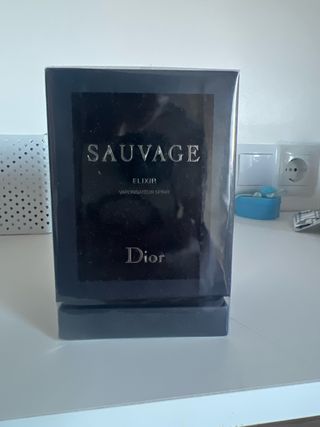 SAUVAGE
ELIXIR
VAPORISATEUR SPRAY
Dior